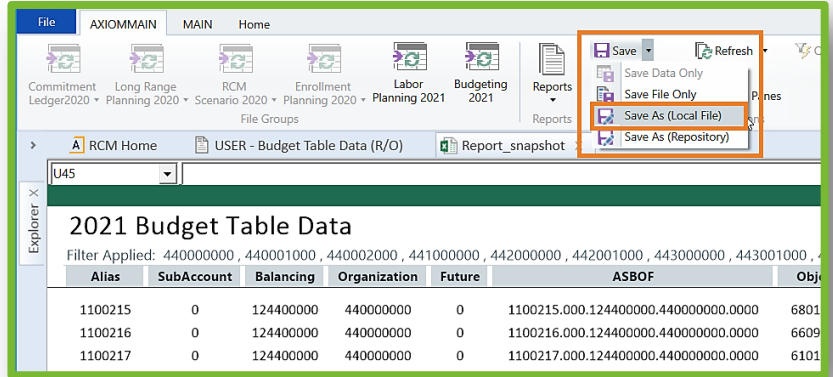 File AXIOMMAIN MAIN Home
Commitment Ledger2020
Long Range Planning 2020
RCM Scenario 2020
Enrollment Planning 2020
Labor Planning 2021
Budgeting 2021
File Groups
Reports
Reports
Save
Refresh
Save Data Only
Save File Only
Save As (Local File)
Save As (Repository)
Panes
RCM Home USER - Budget Table Data (R/O) Report_snapshot
U45
Explorer
2021 Budget Table Data
Filter Applied: 440000000 , 440001000 , 440002000 , 441000000 , 442000000 , 442001000 , 443000000 , 443001000 ,
Alias SubAccount Balancing Organization Future ASBOF
1100215 0 124400000 440000000 0 1100215.000.124400000.440000000.0000 6801
1100216 0 124400000 440000000 0 1100216.000.124400000.440000000.0000 6609
1100217 0 124400000 440000000 0 1100217.000.124400000.440000000.0000 6101